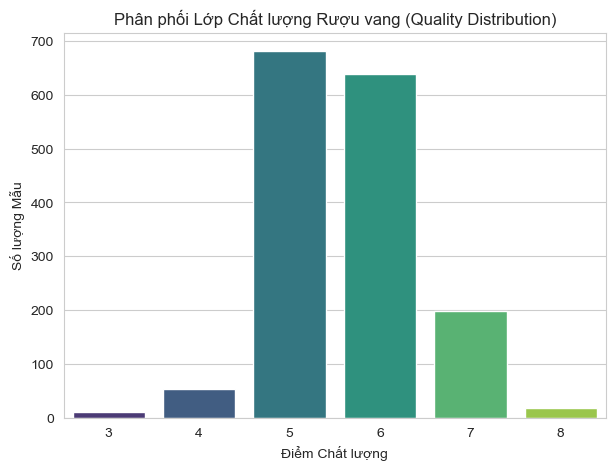 Phân phối Lớp Chất lượng Rượu vang (Quality Distribution)
700
600
500
400
300
200
100
0
Số lượng Mẫu
3 4 5 6 7 8
Điểm Chất lượng